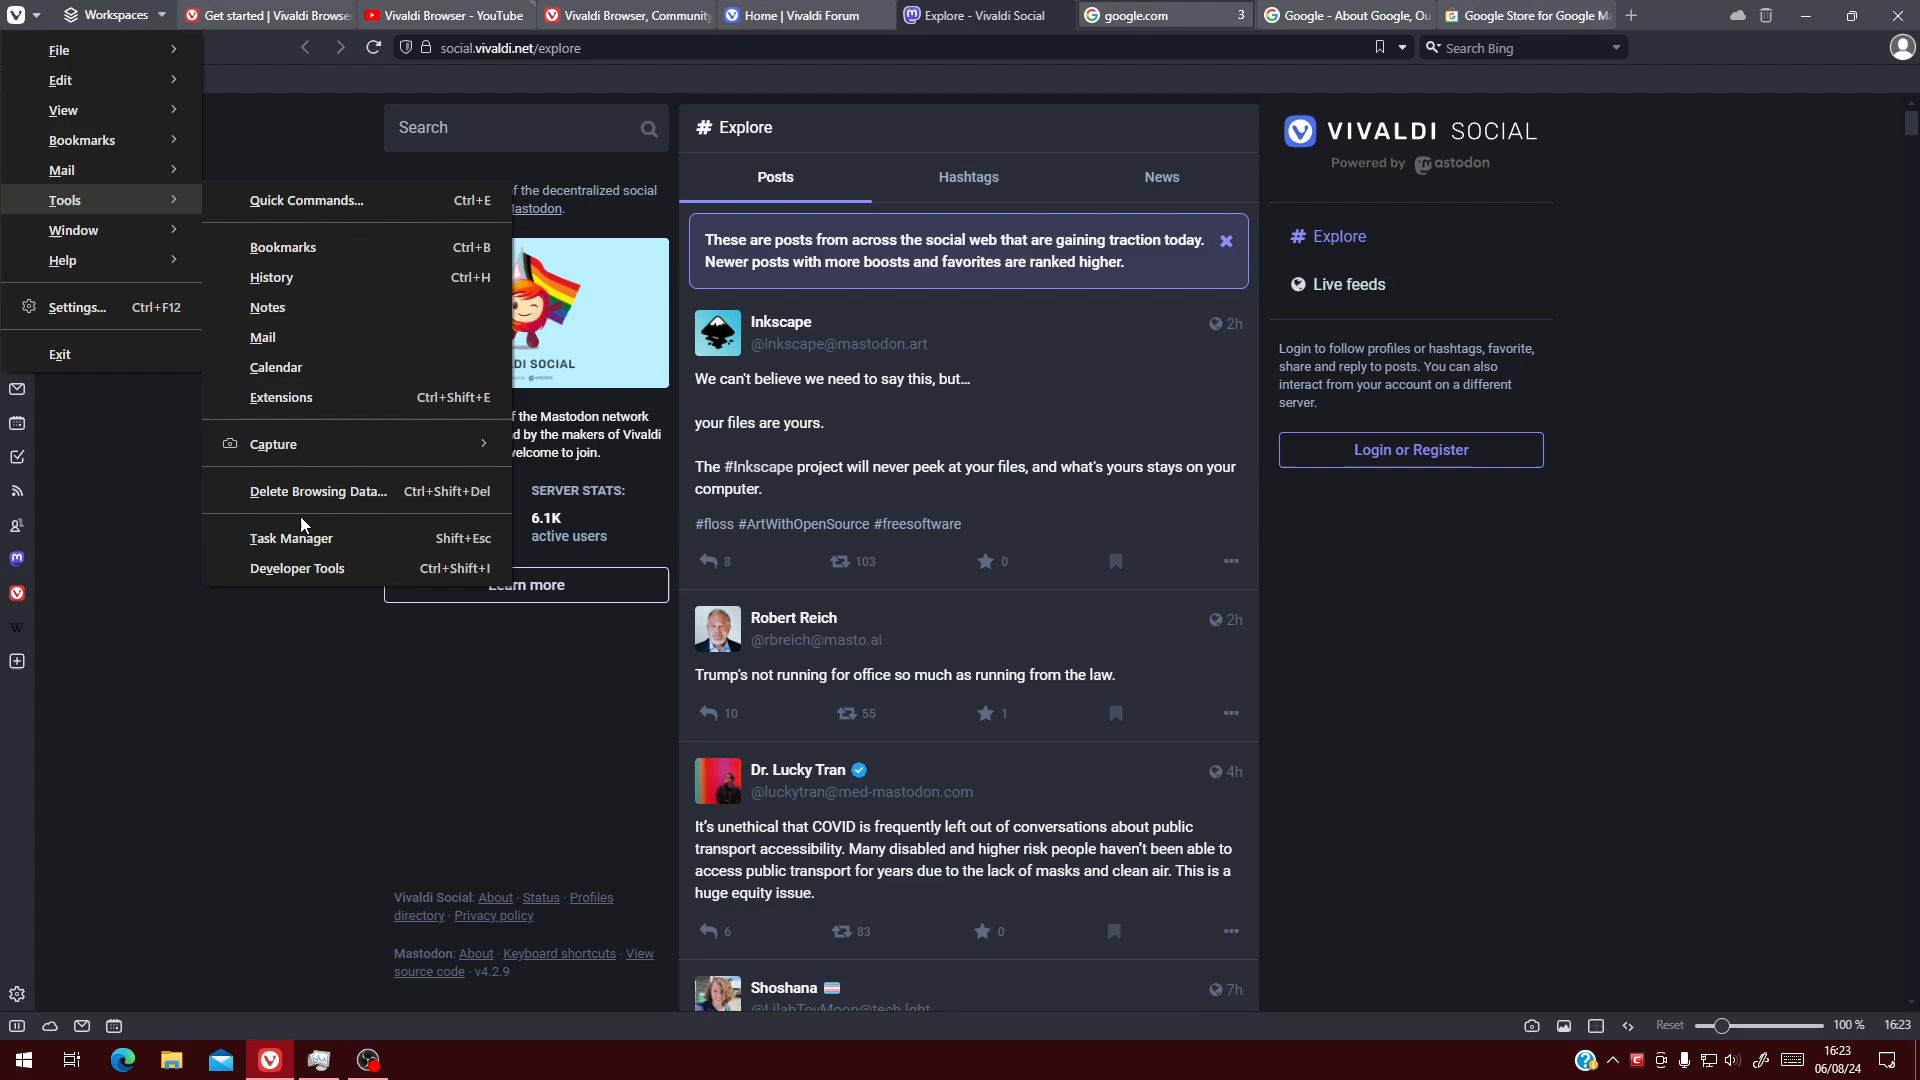 Workspaces
Get started | Vivaldi Browse
Vivaldi Browser - YouTube
Vivaldi Browser, Community
Home | Vivaldi Forum
Explore - Vivaldi Social
google.com 3
Google - About Google, Ou
Google Store for Google Ma
social.vivaldi.net/explore
Search Bing
File
Edit
View
Bookmarks
Mail
Tools
Window
Help
Settings... Ctrl+F12
Exit
Quick Commands... Ctrl+E
Bookmarks Ctrl+B
History Ctrl+H
Notes
Mail
Calendar
Extensions Ctrl+Shift+E
Capture
Delete Browsing Data... Ctrl+Shift+Del
Task Manager Shift+Esc
Developer Tools Ctrl+Shift+I
W
Search
f the decentralized social
astodon.
DI SOCIAL
f the Mastodon network
d by the makers of Vivaldi
elcome to join.
SERVER STATS:
6.1K
active users
Learn more
Vivaldi Social: About · Status · Profiles
directory · Privacy policy
Mastodon: About · Keyboard shortcuts · View
source code · v4.2.9
# Explore
Posts Hashtags News
These are posts from across the social web that are gaining traction today.
Newer posts with more boosts and favorites are ranked higher.
Inkscape 2h
@inkscape@mastodon.art
We can't believe we need to say this, but...
your files are yours.
The #Inkscape project will never peek at your files, and what's yours stays on your
computer.
#floss #ArtWithOpenSource #freesoftware
8 103 0
Robert Reich 2h
@rbreich@masto.ai
Trump's not running for office so much as running from the law.
10 55 1
Dr. Lucky Tran 4h
@luckytran@med-mastodon.com
It's unethical that COVID is frequently left out of conversations about public
transport accessibility. Many disabled and higher risk people haven't been able to
access public transport for years due to the lack of masks and clean air. This is a
huge equity issue.
6 83 0
Shoshana 7h
VIVALDI SOCIAL
Powered by mastodon
# Explore
Live feeds
Login to follow profiles or hashtags, favorite,
share and reply to posts. You can also
interact from your account on a different
server.
Login or Register
Reset 100 % 16:23
16:23
06/08/24